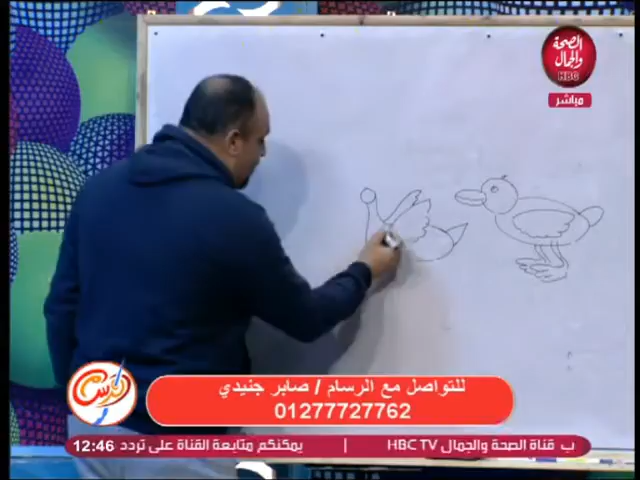 الصحة
والجمال
HBC
مباشر
للتواصل مع الرسام / صابر جنيدي
01277727762
12:46
ب قناة الصحة والجمال HBC TV | يمكنكم متابعة القناة على تردد